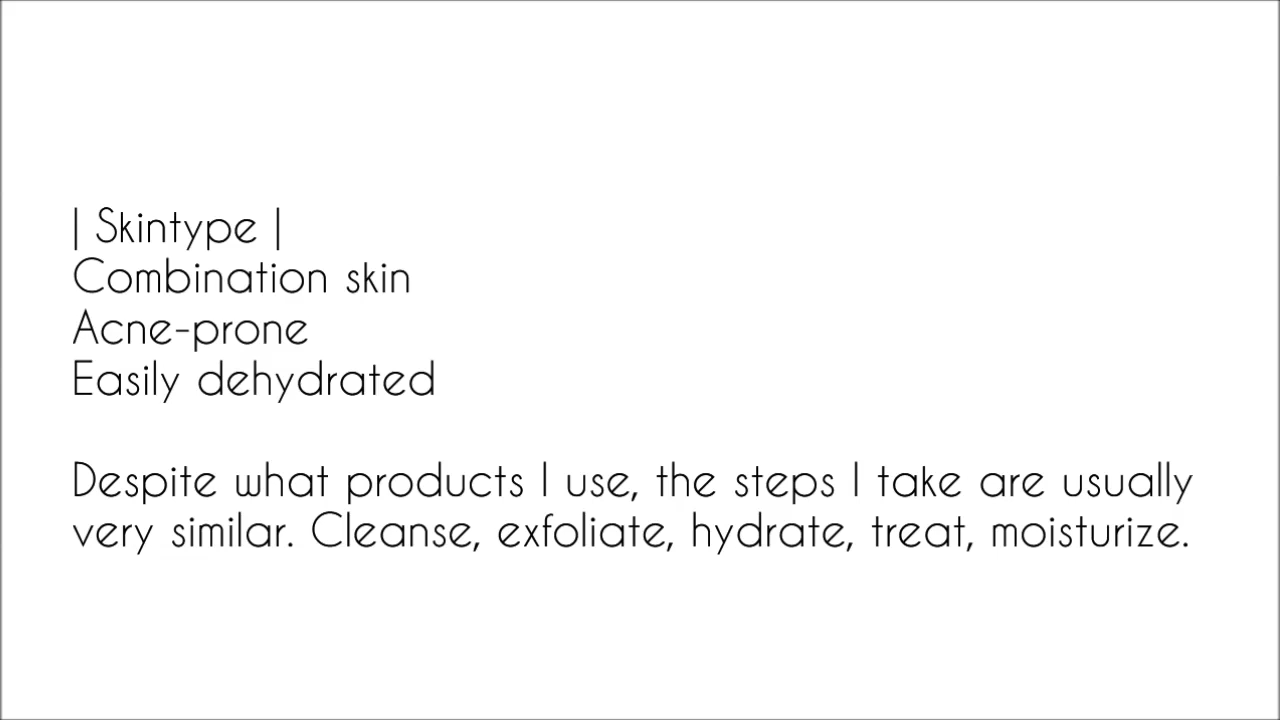 | Skintype |
Combination skin
Acne-prone
Easily dehydrated
Despite what products I use, the steps I take are usually
very similar. Cleanse, exfoliate, hydrate, treat, moisturize.